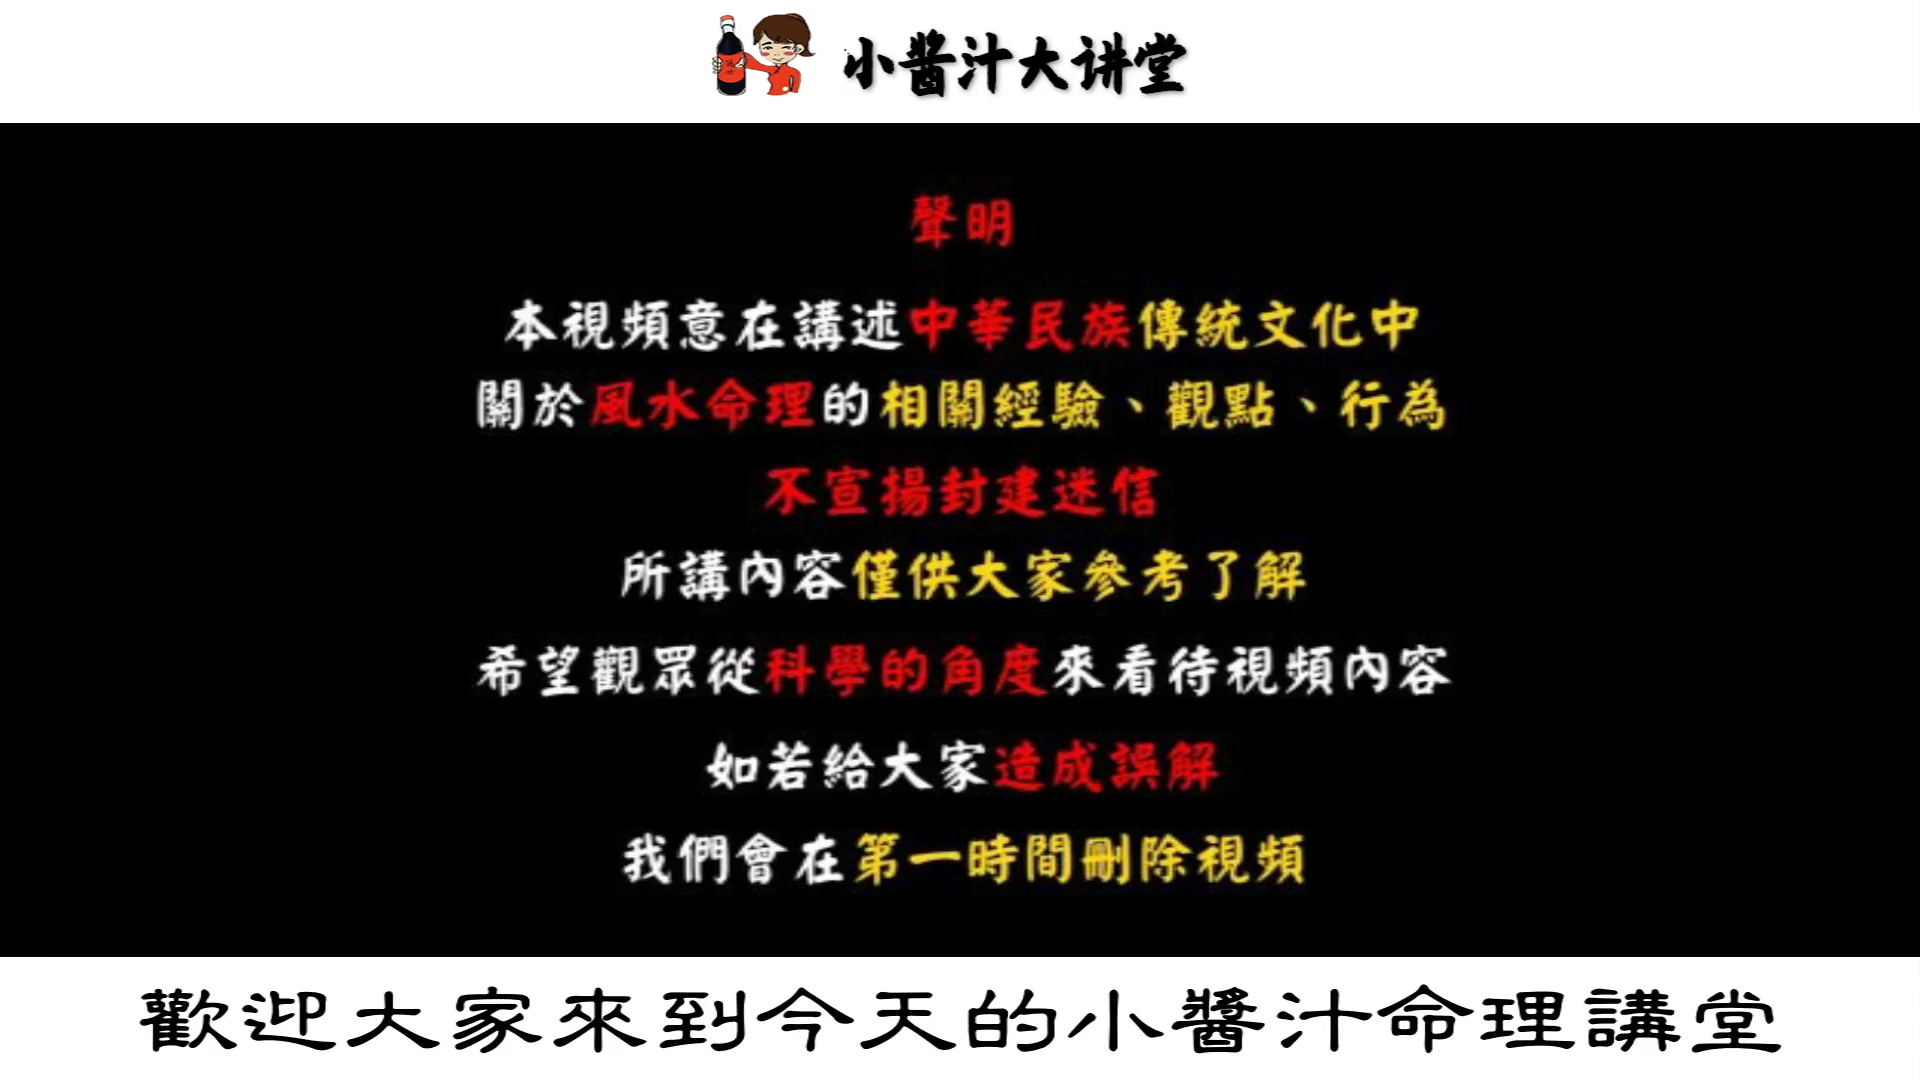 小醬汁大讲堂
聲明
本視頻意在講述中華民族傳統文化中
關於風水命理的相關經驗、觀點、行為
不宣揚封建迷信
所講內容僅供大家參考了解
希望觀眾從科學的角度來看待視頻內容
如若給大家造成誤解
我們會在第一時間刪除視頻
歡迎大家來到今天的小醬汁命理講堂